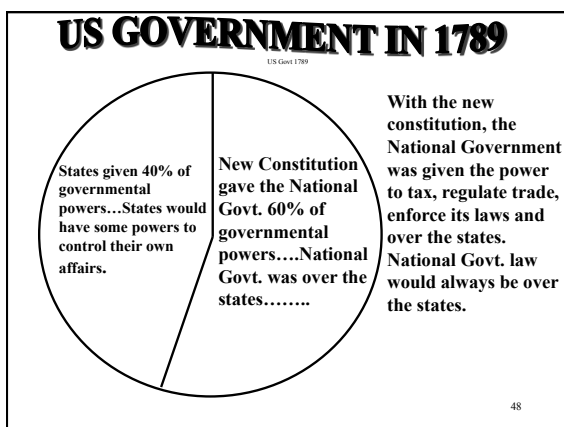 US GOVERNMENT IN 1789
US Govt 1789
States given 40% of
governmental
powers…States would
have some powers to
control their own
affairs.
New Constitution
gave the National
Govt. 60% of
governmental
powers….National
Govt. was over the
states……..
With the new
constitution, the
National Government
was given the power
to tax, regulate trade,
enforce its laws and
over the states.
National Govt. law
would always be over
the states.
48